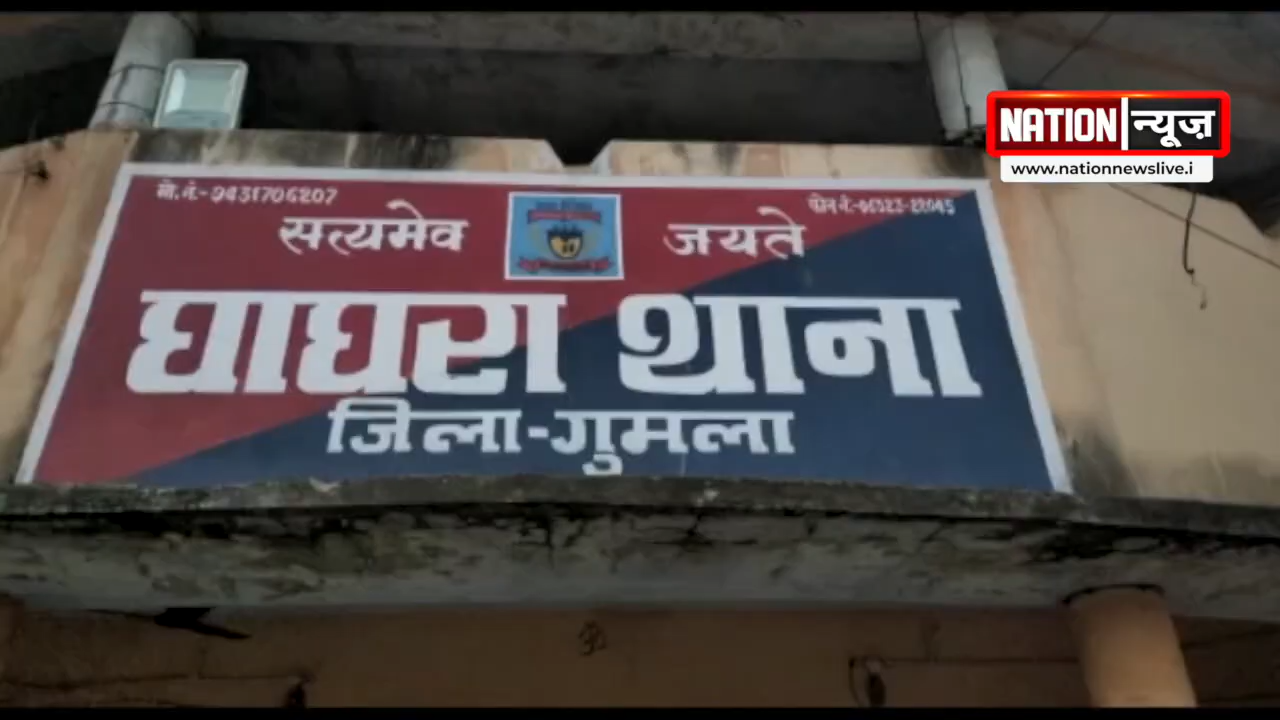 मो.नं.-9431706207
फोन नं.-06523-22045
सत्यमेव जयते
घाघरा थाना
जिला-गुमला
NATION न्यूज़
www.nationnewslive.i
ॐ